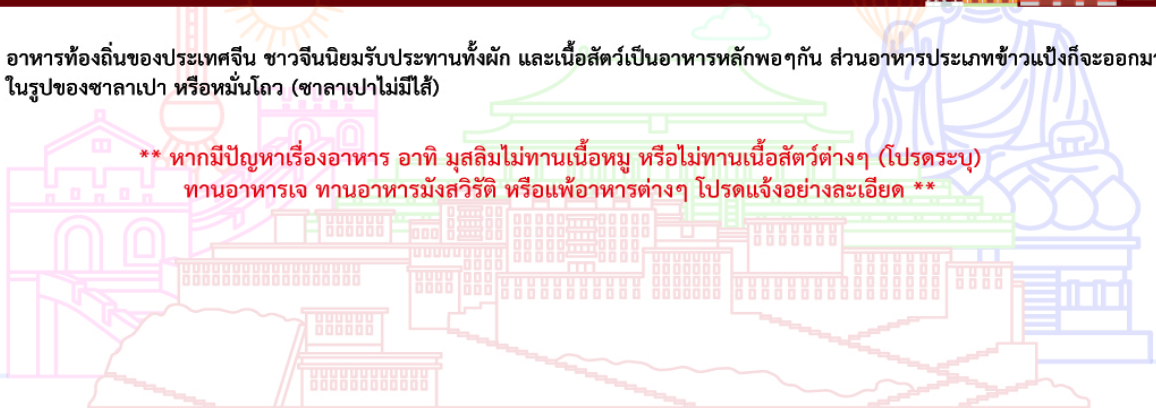 อาหารท้องถิ่นของประเทศจีน ชาวจีนนิยมรับประทานทั้งผัก และเนื้อสัตว์เป็นอาหารหลักพอๆกัน ส่วนอาหารประเภทข้าวแป้งก็จะออกมา
ในรูปของซาลาเปา หรือหมั่นโถว (ซาลาเปาไม่มีไส้)
** หากมีปัญหาเรื่องอาหาร อาทิ มุสลิมไม่ทานเนื้อหมู หรือไม่ทานเนื้อสัตว์ต่างๆ (โปรดระบุ)
ทานอาหารเจ ทานอาหารมังสวิรัติ หรือแพ้อาหารต่างๆ โปรดแจ้งอย่างละเอียด **